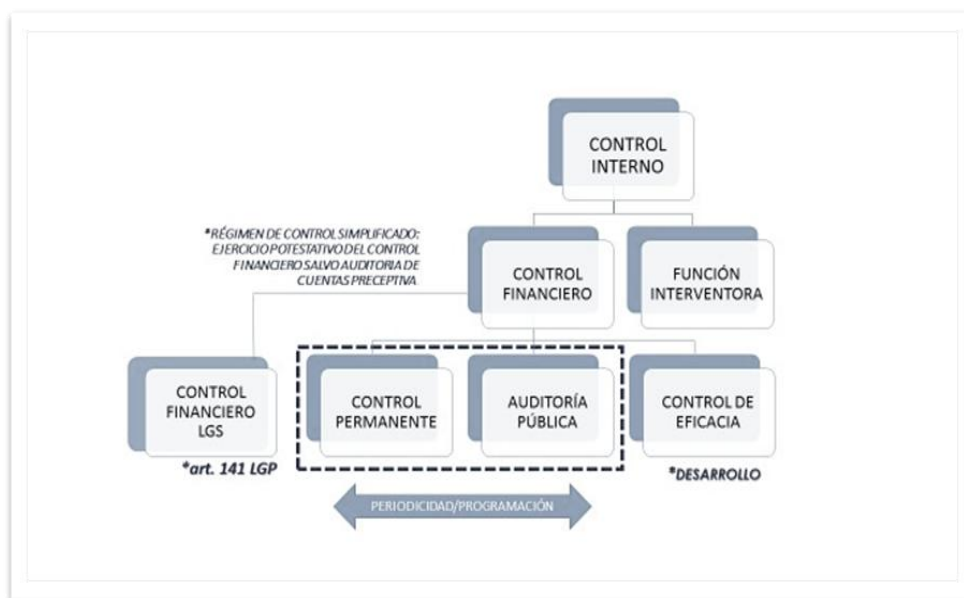 CONTROL
INTERNO
*RÉGIMEN DE CONTROL SIMPLIFICADO:
EJERCICIO POTESTATIVO DEL CONTROL
FINANCIERO SALVO AUDITORIA DE
CUENTAS PRECEPTIVA
CONTROL
FINANCIERO
FUNCIÓN
INTERVENTORA
CONTROL
FINANCIERO
LGS
CONTROL
PERMANENTE
AUDITORÍA
PÚBLICA
CONTROL DE
EFICACIA
*art. 141 LGP
*DESARROLLO
PERIODICIDAD/PROGRAMACIÓN